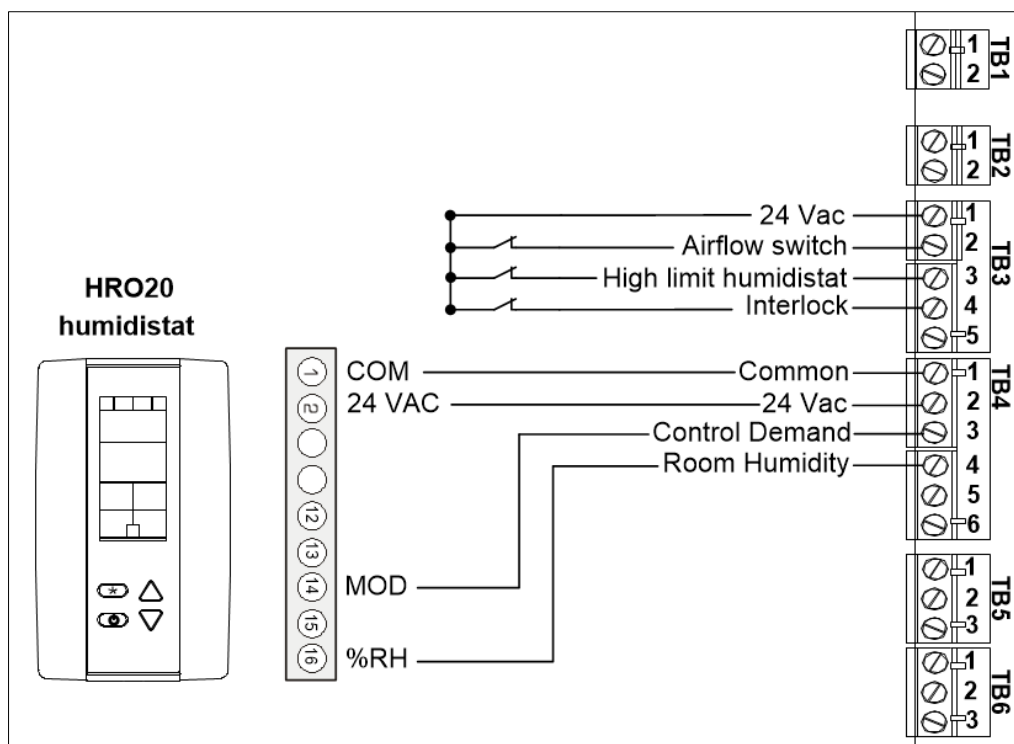 1
2
TB1
1
2
TB2
24 Vac
1
Airflow switch
2
High limit humidistat
3
Interlock
4
5
TB3
HRO20
humidistat
1
COM
Common
1
2
24 VAC
24 Vac
2
Control Demand
3
Room Humidity
4
5
6
TB4
12
13
14
MOD
15
16
%RH
*
1
2
3
TB5
1
2
3
TB6